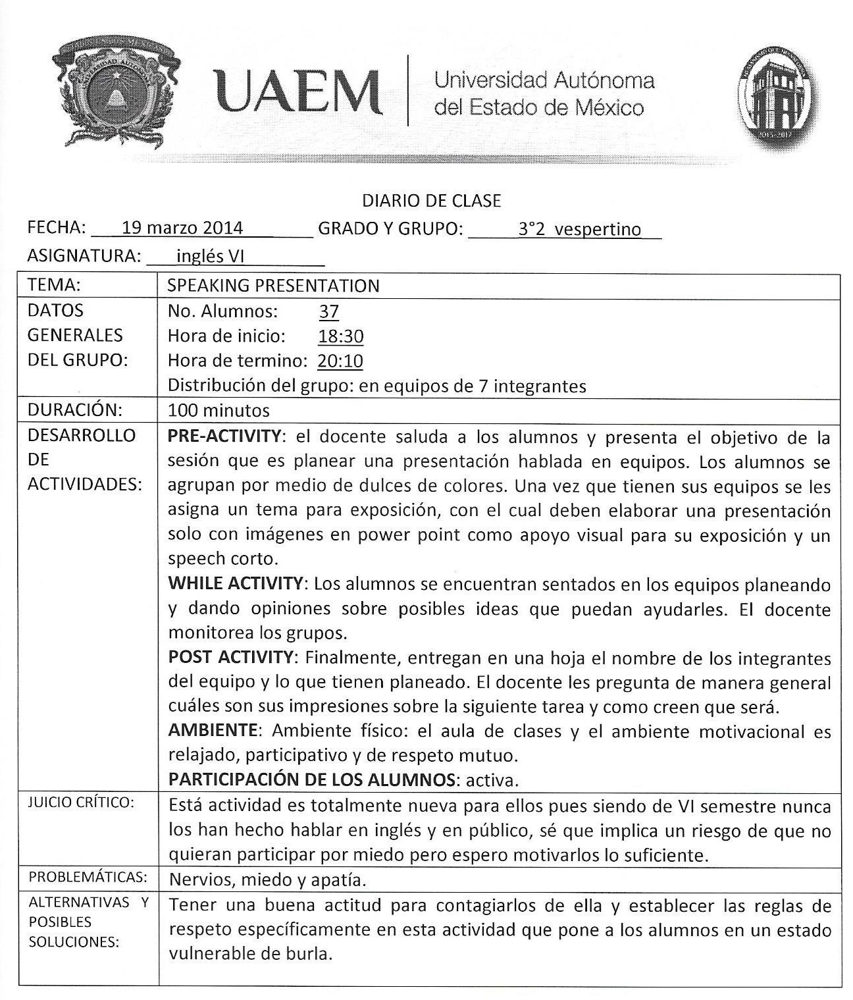 UNIVERSIDAD AUTÓNOMA
UAEM
Universidad Autónoma
del Estado de México
2013-2017
DIARIO DE CLASE
FECHA: 19 marzo 2014 GRADO Y GRUPO: 3°2 vespertino
ASIGNATURA: inglés VI
TEMA: SPEAKING PRESENTATION
DATOS GENERALES DEL GRUPO:
No. Alumnos: 37
Hora de inicio: 18:30
Hora de termino: 20:10
Distribución del grupo: en equipos de 7 integrantes
DURACIÓN: 100 minutos
DESARROLLO
DE
ACTIVIDADES:
PRE-ACTIVITY: el docente saluda a los alumnos y presenta el objetivo de la
sesión que es planear una presentación hablada en equipos. Los alumnos se
agrupan por medio de dulces de colores. Una vez que tienen sus equipos se les
asigna un tema para exposición, con el cual deben elaborar una presentación
solo con imágenes en power point como apoyo visual para su exposición y un
speech corto.
WHILE ACTIVITY: Los alumnos se encuentran sentados en los equipos planeando
y dando opiniones sobre posibles ideas que puedan ayudarles. El docente
monitorea los grupos.
POST ACTIVITY: Finalmente, entregan en una hoja el nombre de los integrantes
del equipo y lo que tienen planeado. El docente les pregunta de manera general
cuáles son sus impresiones sobre la siguiente tarea y como creen que será.
AMBIENTE: Ambiente físico: el aula de clases y el ambiente motivacional es
relajado, participativo y de respeto mutuo.
PARTICIPACIÓN DE LOS ALUMNOS: activa.
JUICIO CRÍTICO:
Está actividad es totalmente nueva para ellos pues siendo de VI semestre nunca
los han hecho hablar en inglés y en público, sé que implica un riesgo de que no
quieran participar por miedo pero espero motivarlos lo suficiente.
PROBLEMÁTICAS: Nervios, miedo y apatía.
ALTERNATIVAS Y
POSIBLES
SOLUCIONES:
Tener una buena actitud para contagiarlos de ella y establecer las reglas de
respeto específicamente en esta actividad que pone a los alumnos en un estado
vulnerable de burla.